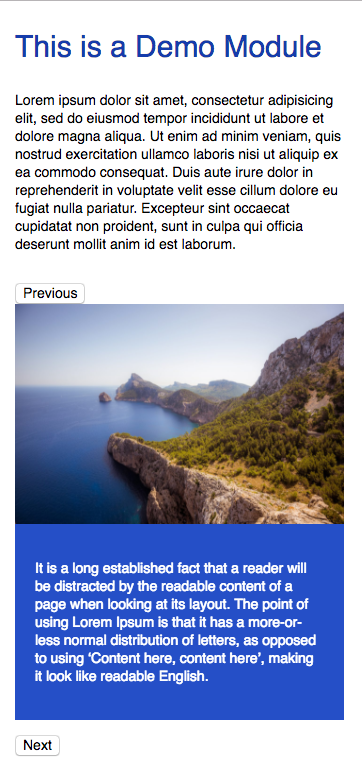 This is a Demo Module
Lorem ipsum dolor sit amet, consectetur adipisicing
elit, sed do eiusmod tempor incididunt ut labore et
dolore magna aliqua. Ut enim ad minim veniam, quis
nostrud exercitation ullamco laboris nisi ut aliquip ex
ea commodo consequat. Duis aute irure dolor in
reprehenderit in voluptate velit esse cillum dolore eu
fugiat nulla pariatur. Excepteur sint occaecat
cupidatat non proident, sunt in culpa qui officia
deserunt mollit anim id est laborum.
Previous
It is a long established fact that a reader will
be distracted by the readable content of a
page when looking at its layout. The point of
using Lorem Ipsum is that it has a more-or-
less normal distribution of letters, as opposed
to using ‘Content here, content here’, making
it look like readable English.
Next